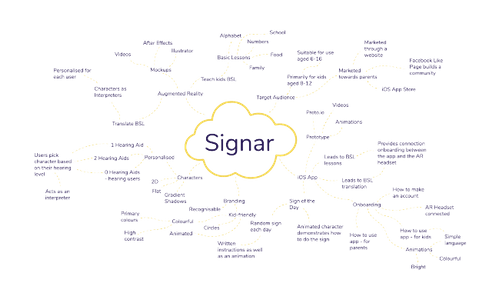 Signar
Augmented Reality
Mockups
After Effects
Illustrator
Videos
Characters as
Interpreters
Personalised for
each user
Translate BSL
Teach kids BSL
Basic Lessons
Alphabet
Numbers
School
Food
Family
Target Audience
Primarily for kids
aged 8-12
Suitable for use
aged 6-16
Marketed
towards parents
Marketed
through a
website
Facebook Like
Page builds a
community
iOS App Store
iOS App
Prototype
Proto.io
Videos
Animations
Leads to BSL
lessons
Leads to BSL
translation
Onboarding
Provides connection
onboarding between
the app and the AR
headset
How to make
an account
AR Headset
connected
How to use
app - for kids
Simple
language
Animations
Colourful
Bright
How to use
app - for
parents
Sign of the
Day
Random sign
each day
Animated character
demonstrates how
to do the sign
Branding
Kid-friendly
Recognisable
Circles
Colourful
Primary
colours
High
contrast
Animated
Written
instructions as well
as an animation
Characters
2D
Flat
Gradient
Shadows
Personalised
1 Hearing Aid
2 Hearing Aids
0 Hearing Aids
- hearing users
Users pick
character based
on their hearing
level
Acts as an
interpreter